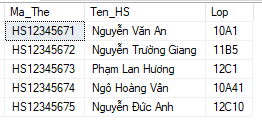 Ma_The Ten_HS Lop
HS12345671 Nguyễn Văn An 10A1
HS12345672 Nguyễn Trường Giang 11B5
HS12345673 Phạm Lan Hương 12C1
HS12345674 Ngô Hoàng Vân 10A41
HS12345675 Nguyễn Đức Anh 12C10